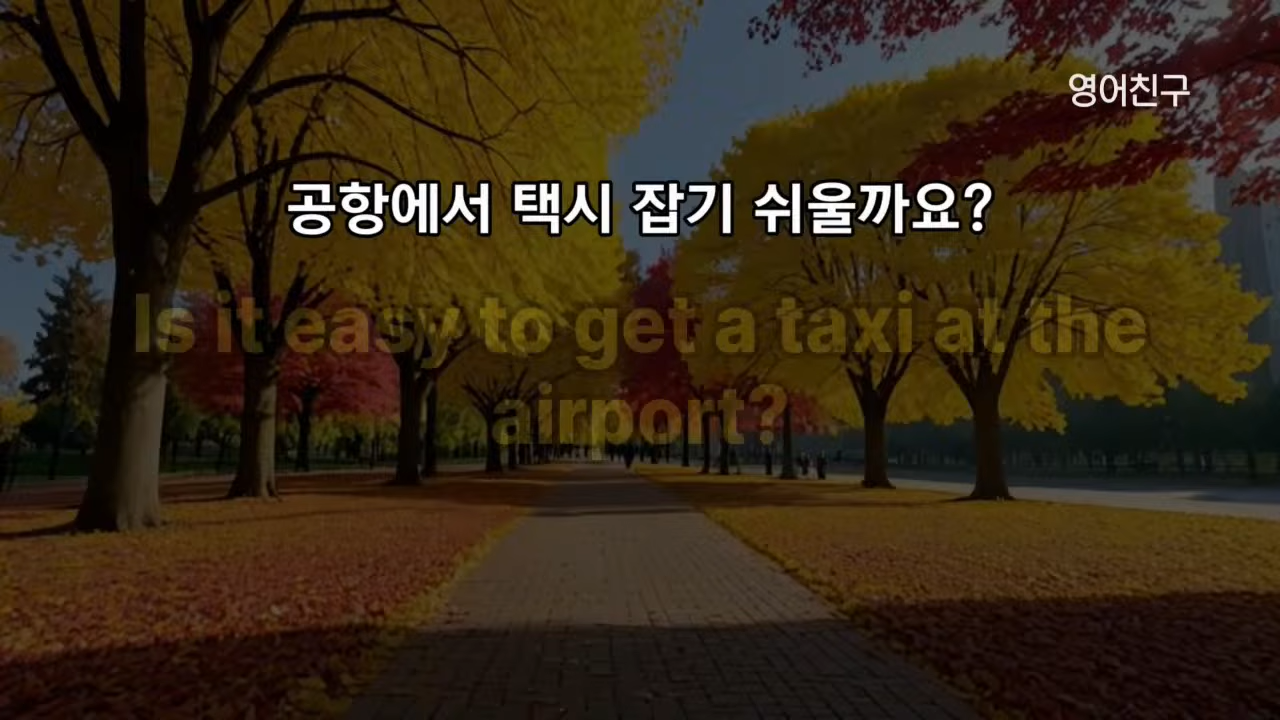 영어친구
공항에서 택시 잡기 쉬울까요?
Is it easy to get a taxi at the
airport?